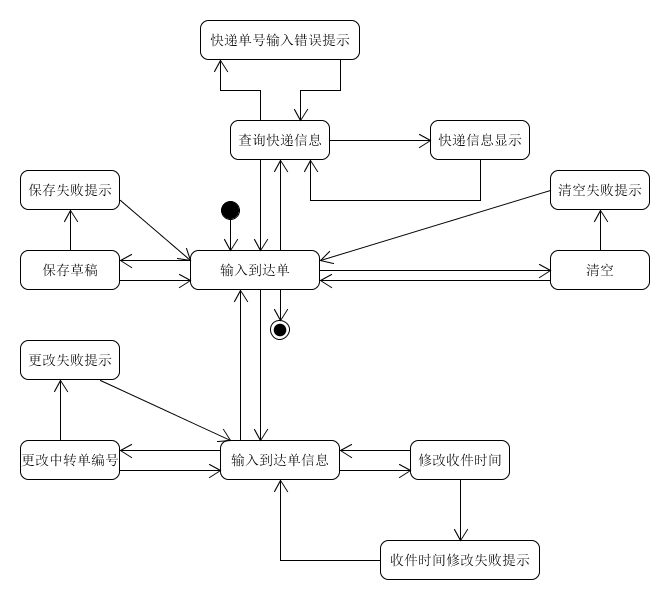 快递单号输入错误提示
查询快递信息
快递信息显示
保存失败提示
清空失败提示
保存草稿
输入到达单
清空
更改失败提示
更改中转单编号
输入到达单信息
修改收件时间
收件时间修改失败提示